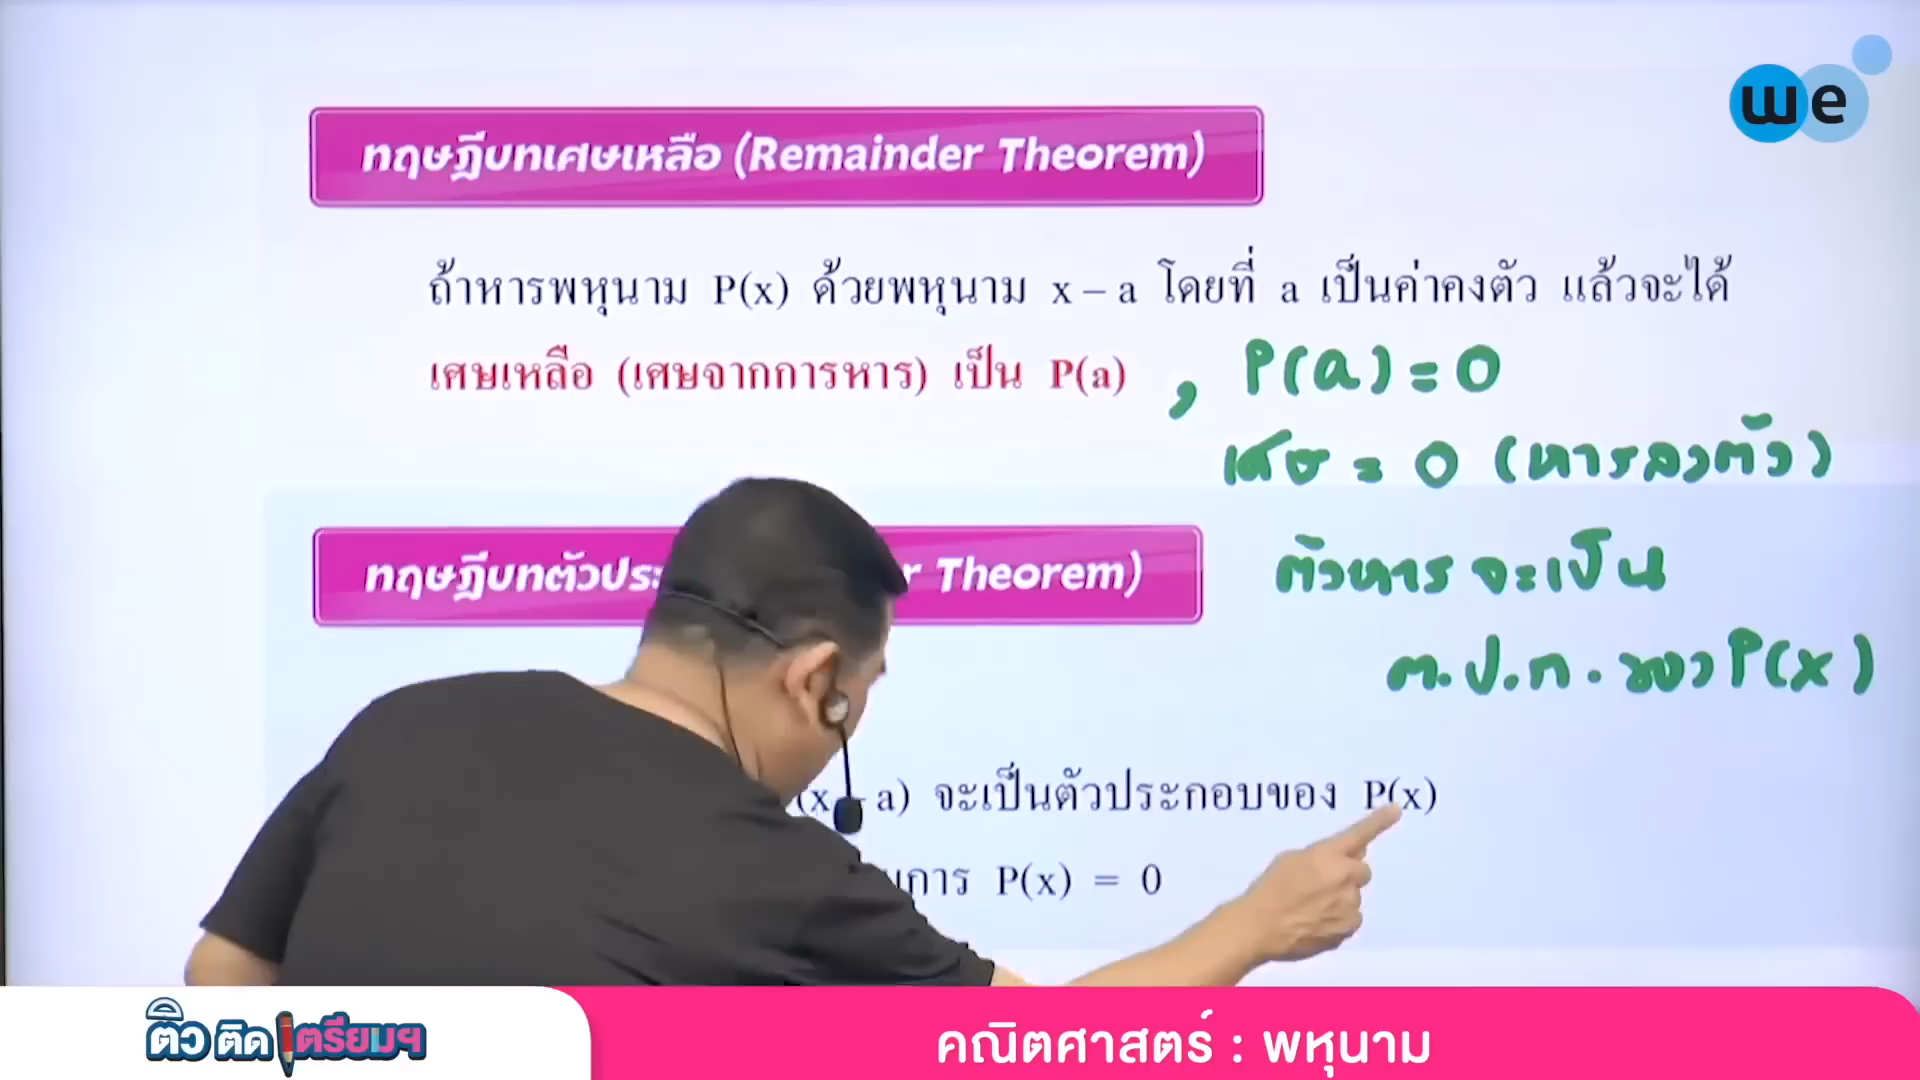 we
ทฤษฎีบทเศษเหลือ (Remainder Theorem)
ถ้าหารพหุนาม P(x) ด้วยพหุนาม x – a โดยที่ a เป็นค่าคงตัว แล้วจะได้
เศษเหลือ (เศษจากการหาร) เป็น P(a) , P(a) = 0
เศษ = 0 (หารลงตัว)
ทฤษฎีบทตัวประ Theorem)
ตัวหาร จะเป็น
ต.ป.ก. ของ P(x)
(x – a) จะเป็นตัวประกอบของ P(x)
P(x) = 0
ติว ติด เตรียมฯ
คณิตศาสตร์ : พหุนาม